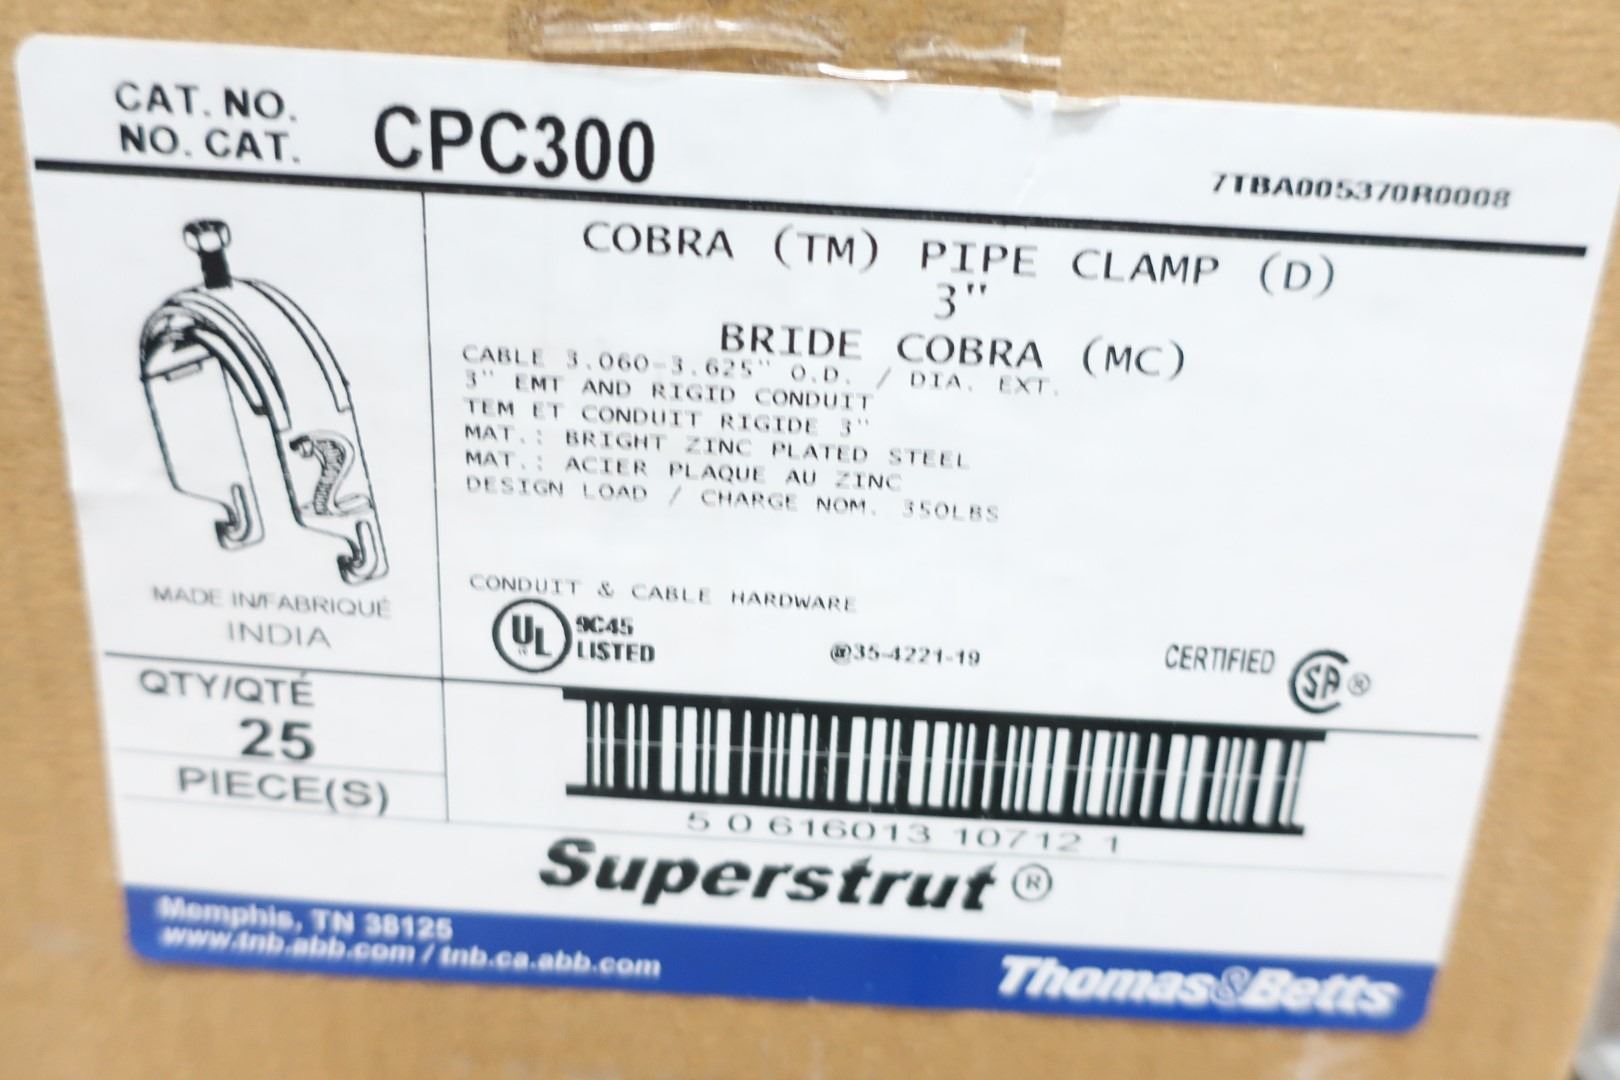 CAT. NO.
NO. CAT.
CPC300
7TBA005370R0008
COBRA (TM) PIPE CLAMP (D)
3"
BRIDE COBRA (MC)
CABLE 3.060-3.625" O.D. / DIA. EXT.
3" EMT AND RIGID CONDUIT
TEM ET CONDUIT RIGIDE 3"
MAT.: BRIGHT ZINC PLATED STEEL
MAT.: ACIER PLAQUE AU ZINC
DESIGN LOAD / CHARGE NOM. 350LBS
MADE IN/FABRIQUÉ
INDIA
CONDUIT & CABLE HARDWARE
UL 9C45
LISTED
@35-4221-19
CERTIFIED SA®
QTY/QTÉ
25
PIECE(S)
5 0 616013 10712 1
Superstrut®
Memphis, TN 38125
www.tnb.abb.com / tnb.ca.abb.com
Thomas&Betts